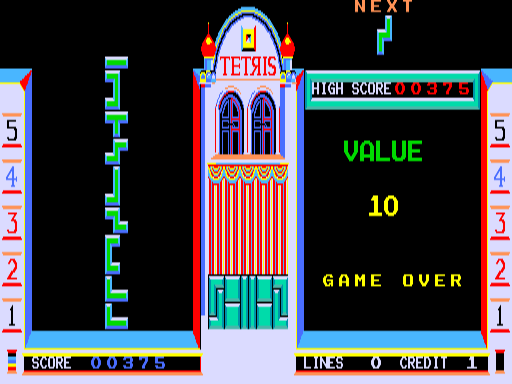 NEXT
TETRIS
HIGH SCORE 00375
5
4
3
2
1
VALUE
10
GAME OVER
5
4
3
2
1
SCORE 00375
LINES 0 CREDIT 1